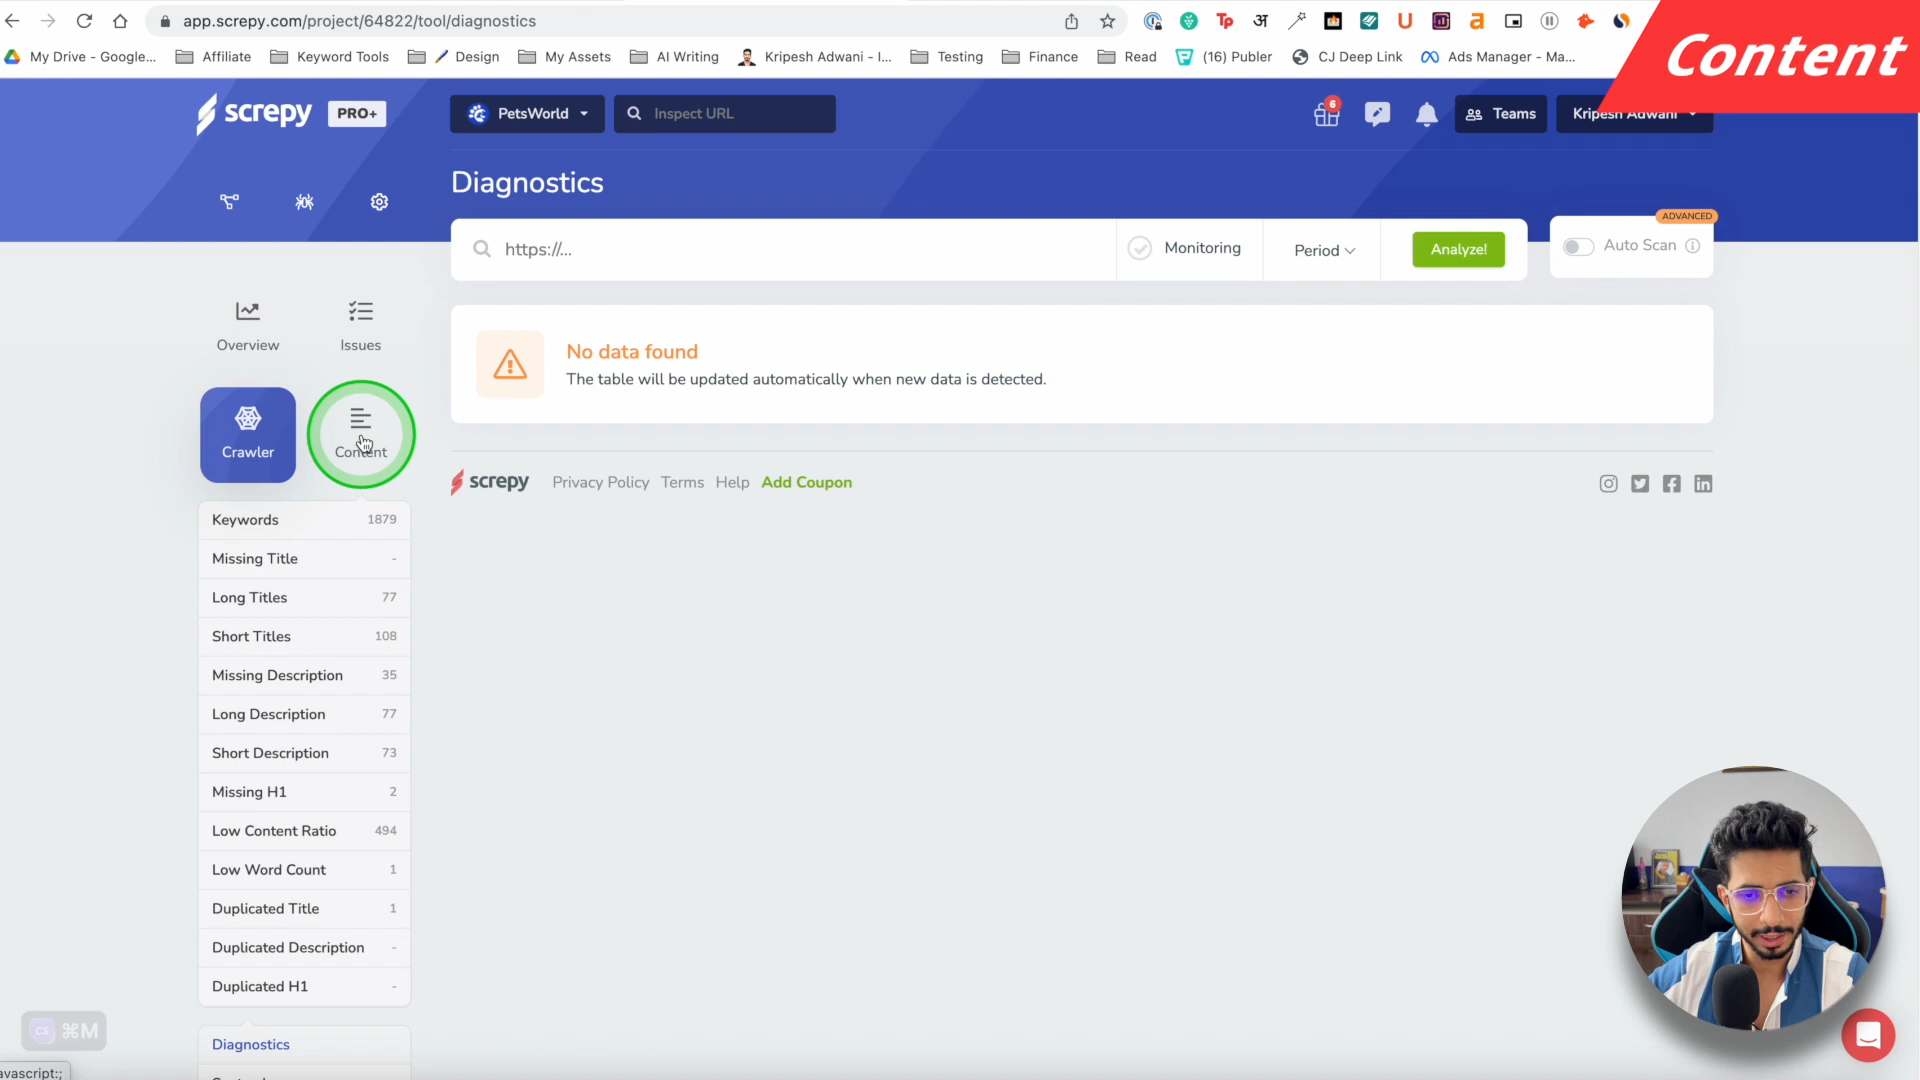 app.screpy.com/project/64822/tool/diagnostics
Content
My Drive - Google...
Affiliate
Keyword Tools
Design
My Assets
AI Writing
Kripesh Adwani - I...
Testing
Finance
Read
(16) Publer
CJ Deep Link
Ads Manager - Ma...
screpy
PRO+
PetsWorld
Inspect URL
6
Teams
Kripesh Adwani
Diagnostics
https://...
Monitoring
Period
Analyze!
ADVANCED
Auto Scan
Overview
Issues
No data found
The table will be updated automatically when new data is detected.
Crawler
Content
screpy
Privacy Policy
Terms
Help
Add Coupon
Keywords 1879
Missing Title -
Long Titles 77
Short Titles 108
Missing Description 35
Long Description 77
Short Description 73
Missing H1 2
Low Content Ratio 494
Low Word Count 1
Duplicated Title 1
Duplicated Description -
Duplicated H1 -
Diagnostics
CS ⌘M
avascript:;